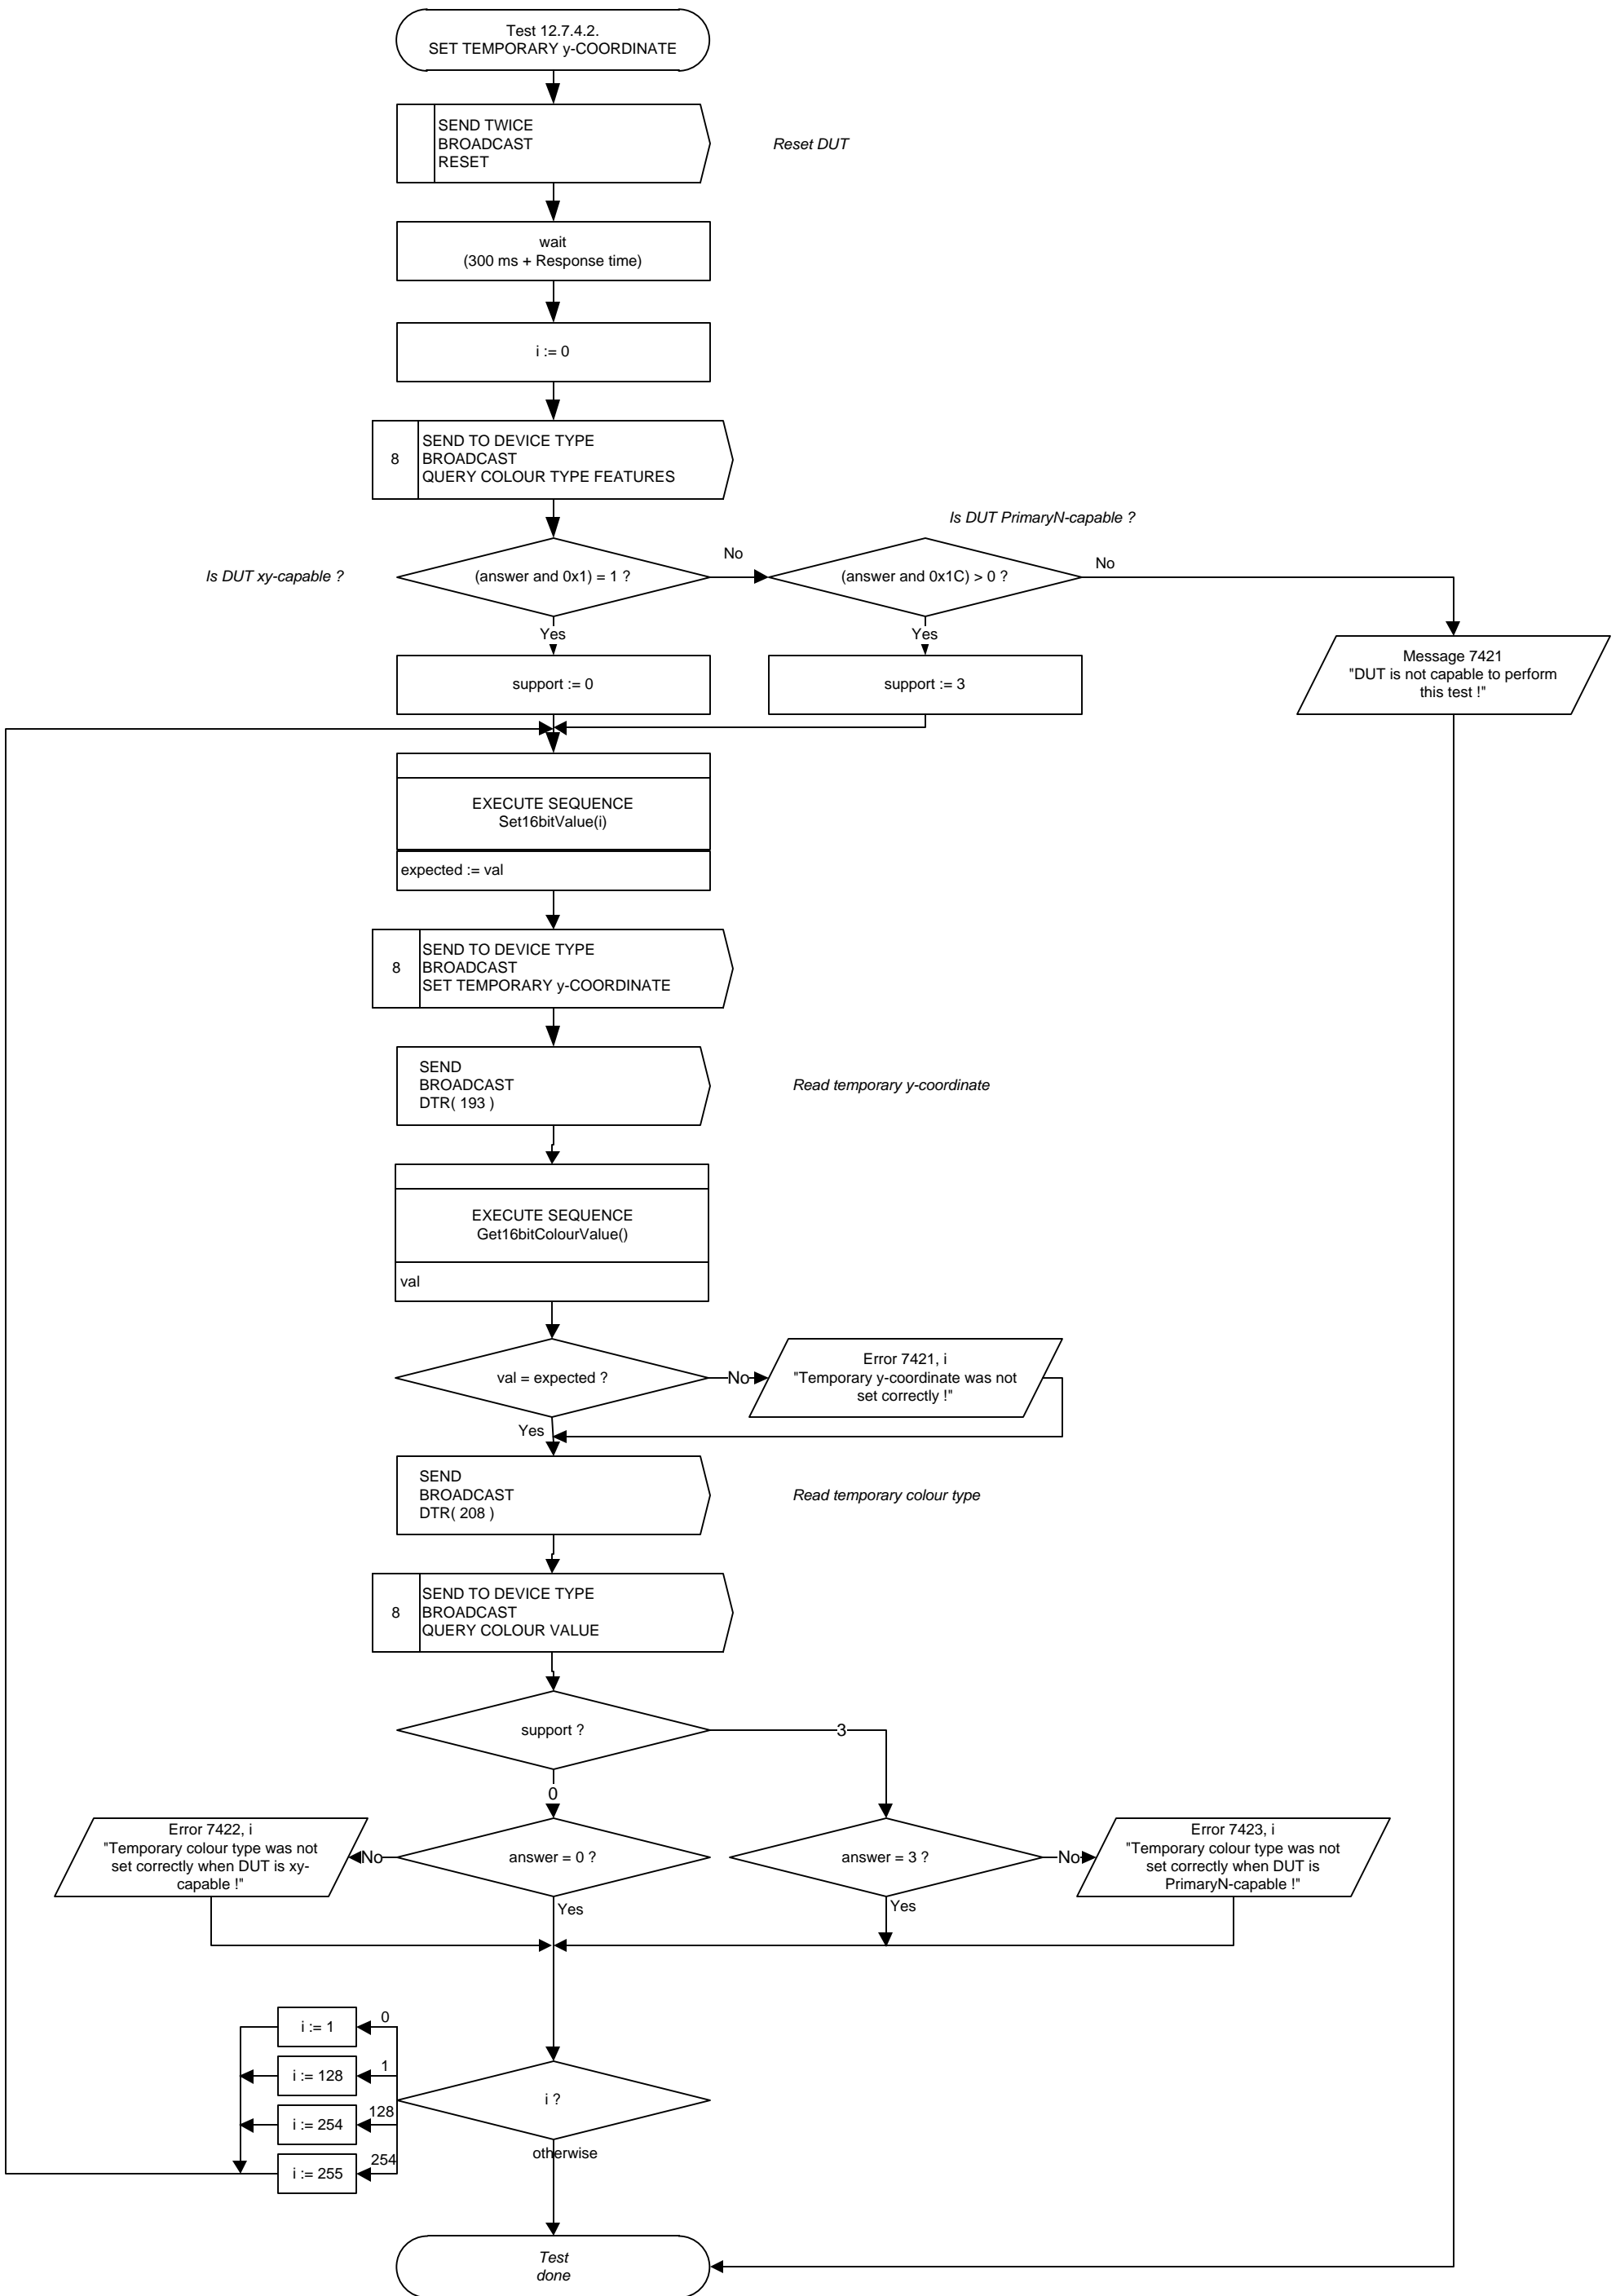 Test 12.7.4.2.
SET TEMPORARY y-COORDINATE
SEND TWICE
BROADCAST
RESET
Reset DUT
wait
(300 ms + Response time)
i := 0
8
SEND TO DEVICE TYPE
BROADCAST
QUERY COLOUR TYPE FEATURES
Is DUT PrimaryN-capable ?
Is DUT xy-capable ?
(answer and 0x1) = 1 ?
No
(answer and 0x1C) > 0 ?
No
Yes
Yes
support := 0
support := 3
Message 7421
"DUT is not capable to perform
this test !"
EXECUTE SEQUENCE
Set16bitValue(i)
expected := val
8
SEND TO DEVICE TYPE
BROADCAST
SET TEMPORARY y-COORDINATE
SEND
BROADCAST
DTR( 193 )
Read temporary y-coordinate
EXECUTE SEQUENCE
Get16bitColourValue()
val
val = expected ?
No
Error 7421, i
"Temporary y-coordinate was not
set correctly !"
Yes
SEND
BROADCAST
DTR( 208 )
Read temporary colour type
8
SEND TO DEVICE TYPE
BROADCAST
QUERY COLOUR VALUE
support ?
3
0
Error 7422, i
"Temporary colour type was not
set correctly when DUT is xy-
capable !"
No
answer = 0 ?
answer = 3 ?
No
Error 7423, i
"Temporary colour type was not
set correctly when DUT is
PrimaryN-capable !"
Yes
Yes
i := 1
0
i := 128
1
i ?
i := 254
128
otherwise
i := 255
254
Test
done